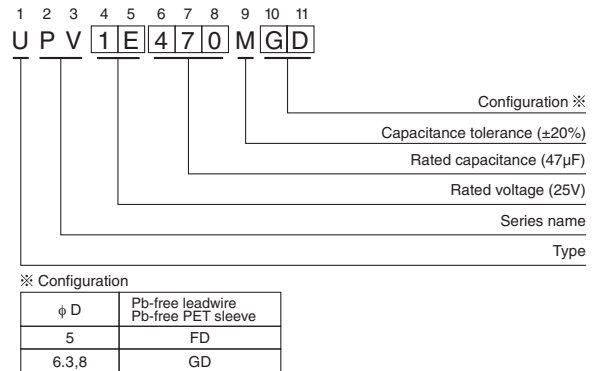 1 2 3 4 5 6 7 8 9 10 11
U P V 1 E 4 7 0 M G D
Configuration ※
Capacitance tolerance (±20%)
Rated capacitance (47µF)
Rated voltage (25V)
Series name
Type
※ Configuration
ϕ D
Pb-free leadwire
Pb-free PET sleeve
5 FD
6.3,8 GD